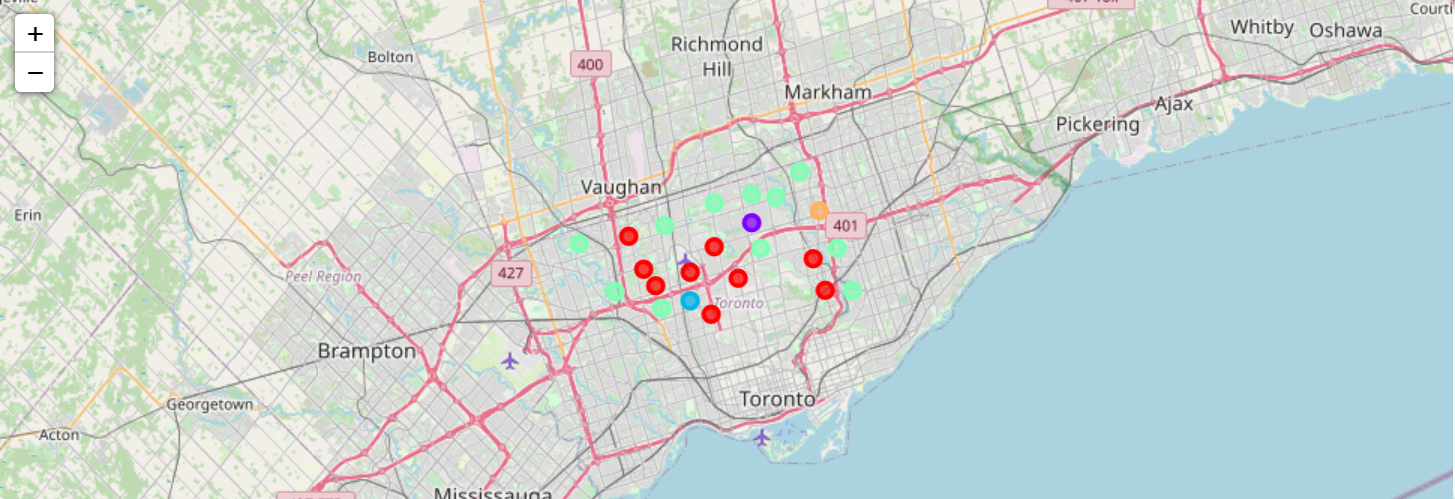 +
−
Bolton
400
Richmond
Hill
Markham
Whitby
Oshawa
Courti
Ajax
Pickering
Vaughan
Erin
401
Peel Region
427
Toronto
Brampton
Georgetown
Toronto
Acton
Mississauga